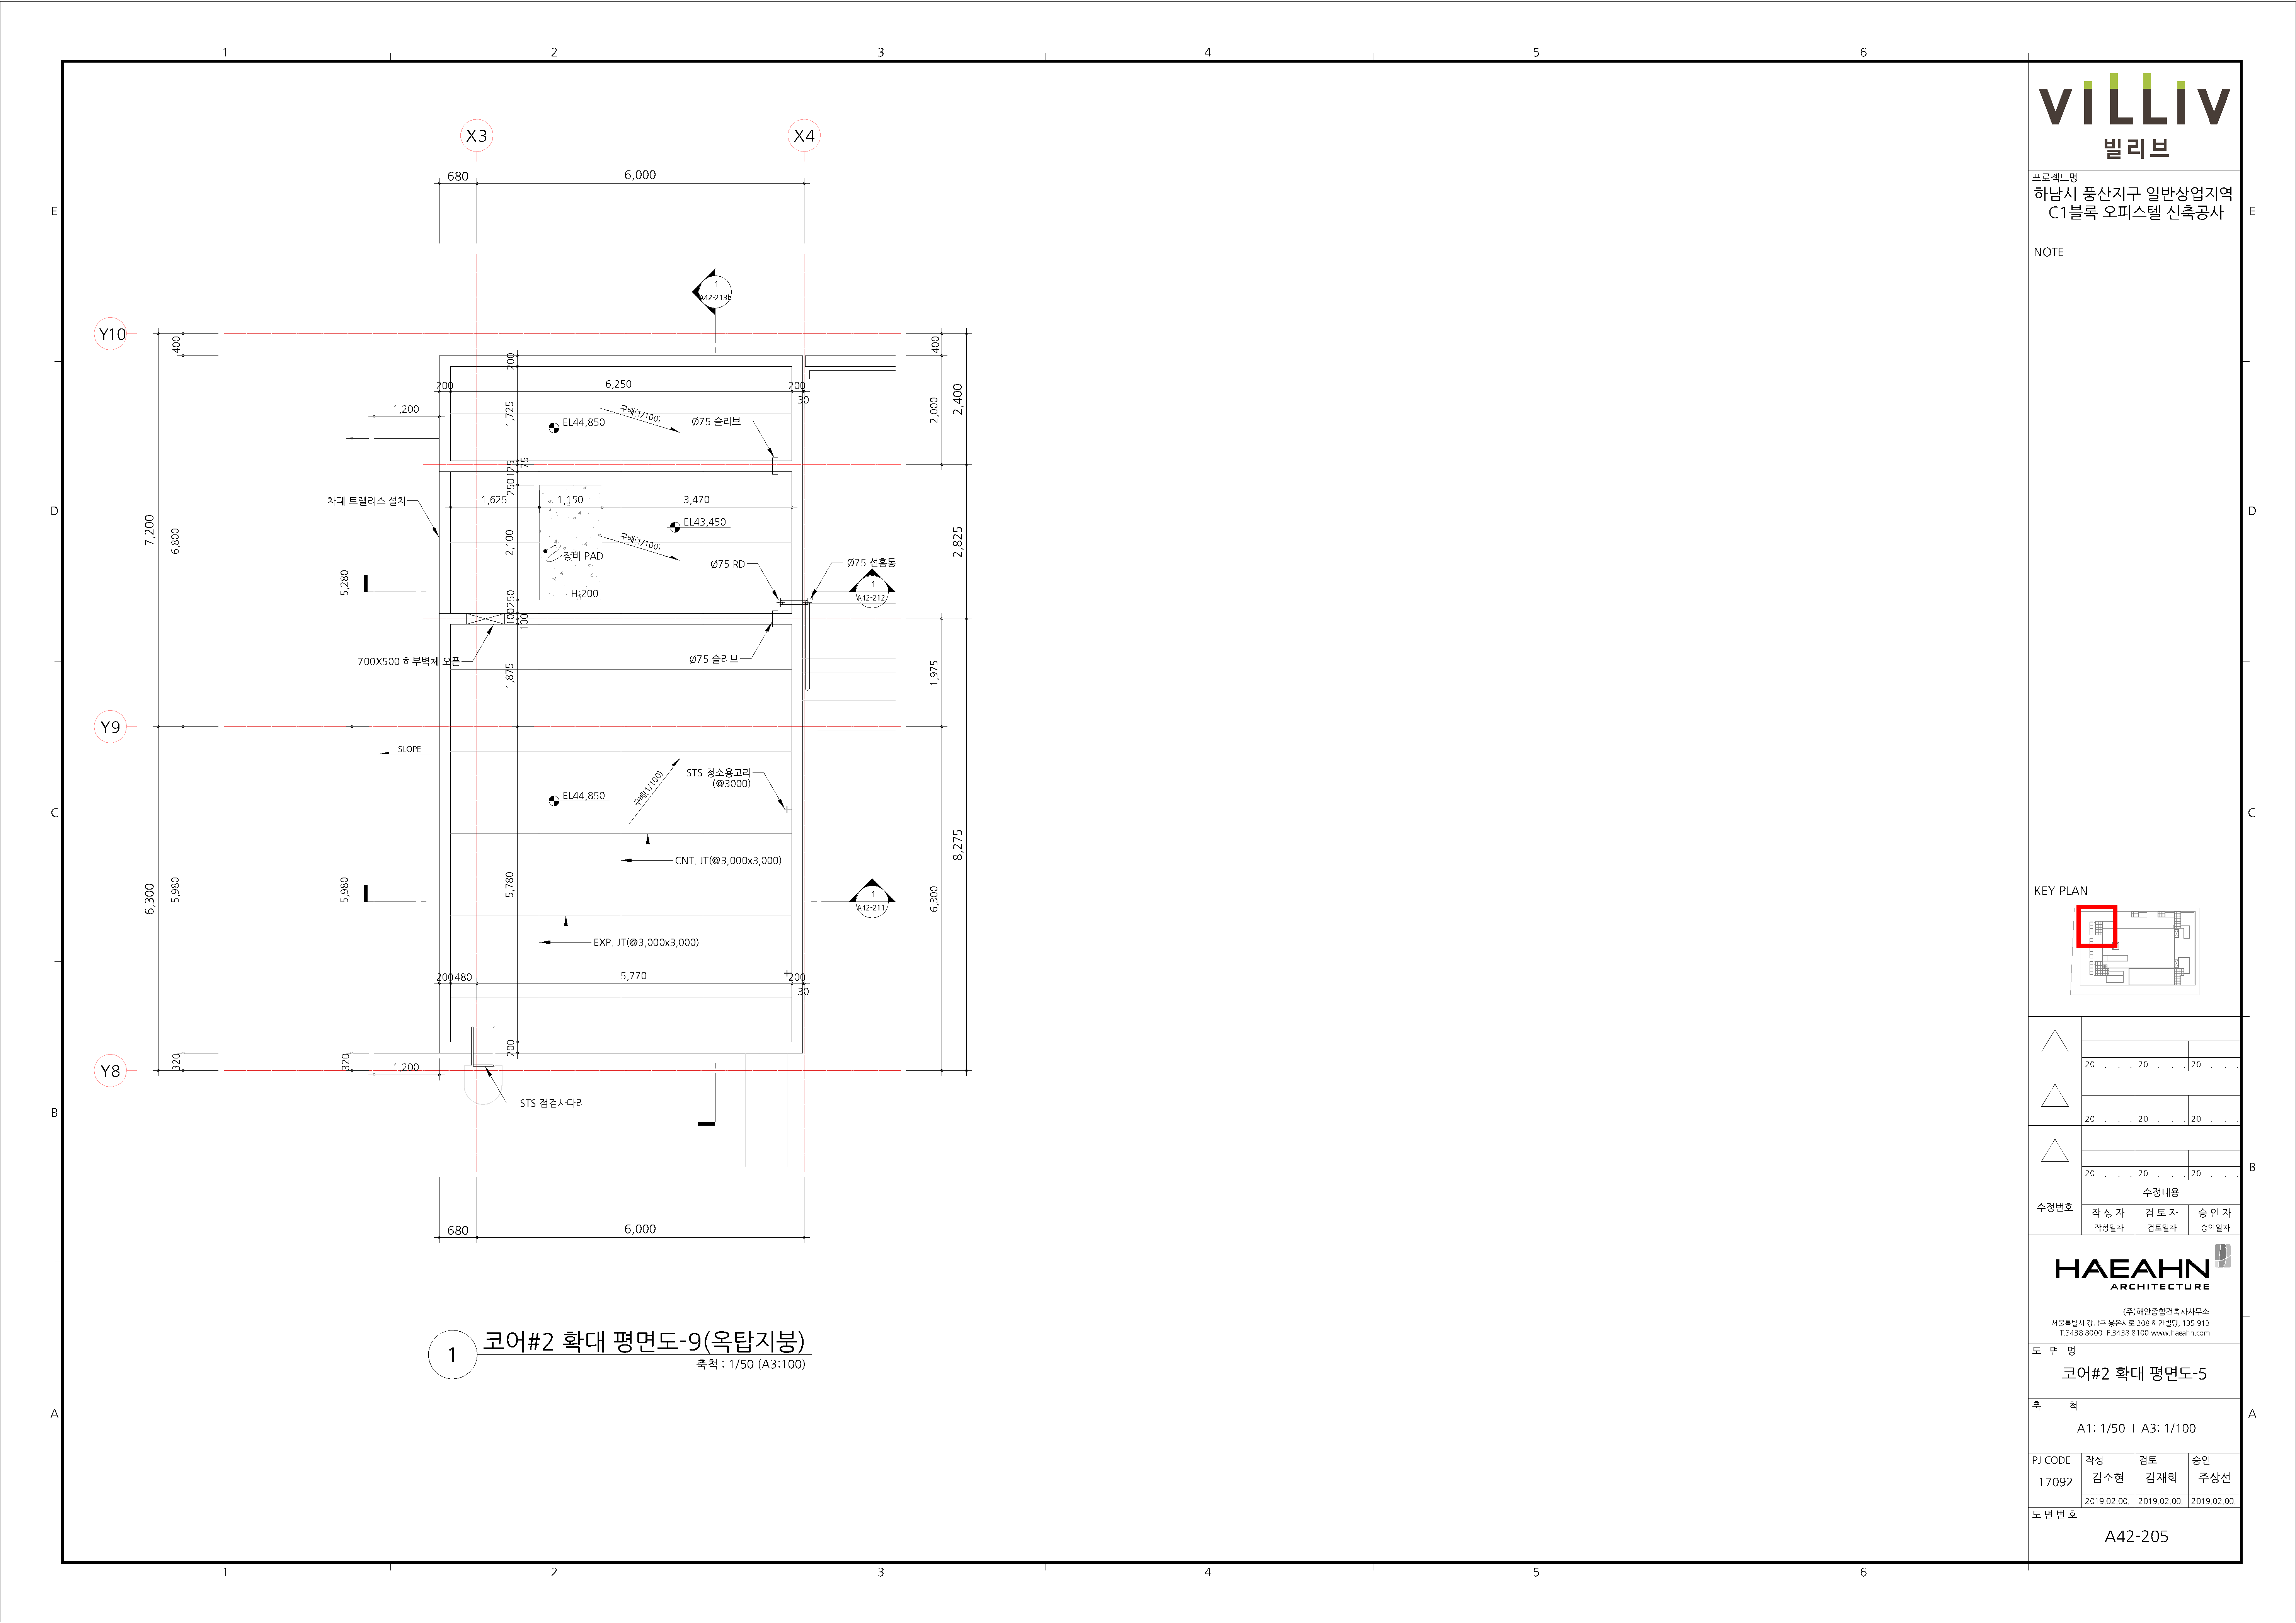 1 2 3 4 5 6
E
D
C
B
A
X3 X4
680 6,000
1
A42-213b
Y10
400
7,200
6,800
200
200 6,250 200
30
1,200
1,725
구배(1/100)
EL44,850
Ø75 슬리브
400
2,000
2,400
125
75
250
차폐 트렐리스 설치
1,625 1,150 3,470
EL43,450
2,100
구배(1/100)
장비 PAD
Ø75 RD
Ø75 선홈통
H:200
5,280
250
100
100
1
A42-212
2,825
700X500 하부벽체 오픈
Ø75 슬리브
1,875
1,975
Y9
SLOPE
STS 청소용고리
(@3000)
EL44,850
구배(1/100)
CNT. JT(@3,000x3,000)
8,275
6,300
5,980
5,980
5,780
1
A42-211
6,300
EXP. JT(@3,000x3,000)
200 480 5,770 200
30
200
320
320
Y8
1,200
STS 점검사다리
680 6,000
1
코어#2 확대 평면도-9(옥탑지붕)
축척 : 1/50 (A3:100)
1 2 3 4 5 6
E
D
C
B
A
VILLIV
빌리브
프로젝트명
하남시 풍산지구 일반상업지역
C1블록 오피스텔 신축공사
NOTE
KEY PLAN
20 . . . 20 . . . 20 . . .
20 . . . 20 . . . 20 . . .
20 . . . 20 . . . 20 . . .
수정번호
수정내용
작 성 자 검 토 자 승 인 자
작성일자 검토일자 승인일자
HAEAHN
ARCHITECTURE
(주)해안종합건축사사무소
서울특별시 강남구 봉은사로 208 해안빌딩, 135-913
T.3438 8000 F.3438 8100 www.haeahn.com
도 면 명
코어#2 확대 평면도-5
축 척
A1: 1/50 I A3: 1/100
PJ CODE 작성 검토 승인
17092 김소현 김재희 주상선
2019.02.00. 2019.02.00. 2019.02.00.
도 면 번 호
A42-205